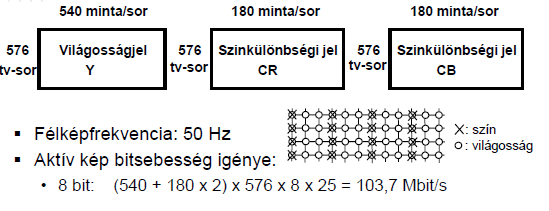 540 minta/sor 180 minta/sor 180 minta/sor
576 tv-sor Világosságjel Y 576 tv-sor Szinkülönbségi jel CR 576 tv-sor Szinkülönbségi jel CB
▪ Félképfrekvencia: 50 Hz
▪ Aktív kép bitsebesség igénye:
X: szín
o: világosság
• 8 bit: (540 + 180 x 2) x 576 x 8 x 25 = 103,7 Mbit/s